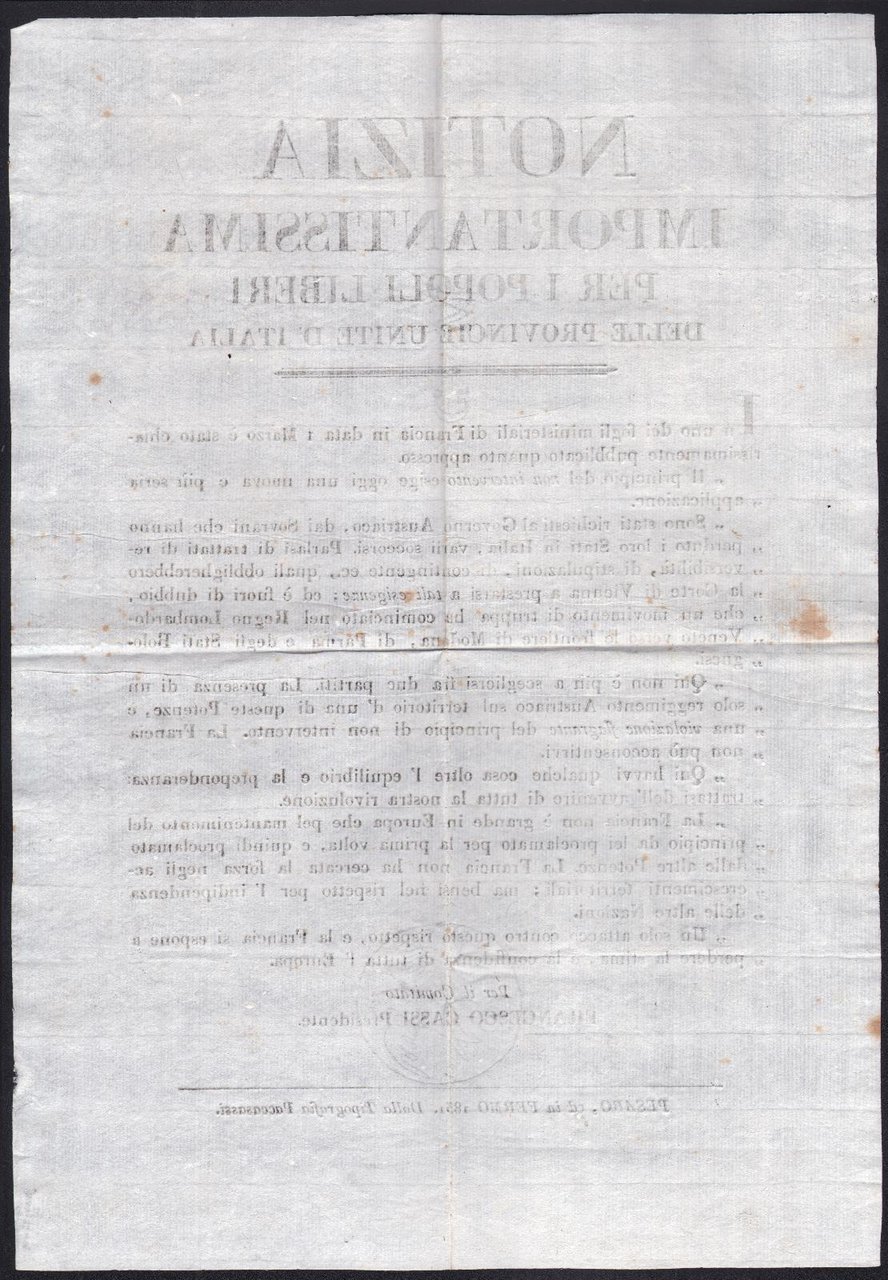 NOTIZIA
IMPORTANTISSIMA
PER I POPOLI LIBERI
DELLE PROVINCIE UNITE D'ITALIA
In uno dei fogli ministeriali di Francia in data 1 Marzo è stato chia-
rissimamente pubblicato quanto appresso.
„ Il principio del non intervento esige oggi una nuova e più seria
„ applicazione.
„ Sono stati richiesti al Governo Austriaco, dai Sovrani che hanno
„ perduto i loro Stati in Italia, varii soccorsi. Parlasi di trattati di re-
„ versibilità, di stipulazioni, di contingente ec., quali obbligherebbero
„ la Corte di Vienna a prestarsi a tali esigenze; ed è fuori di dubbio,
„ che un movimento di truppa ha cominciato nel Regno Lombardo-
„ Veneto verso le frontiere di Modena, di Parma e degli Stati Bolo-
„ gnesi.
„ Qui non è più a scegliersi fra due partiti. La presenza di un
„ solo reggimento Austriaco sul territorio d'una di queste Potenze, è
„ una violazione flagrante del principio di non intervento. La Francia
„ non può acconsentirvi.
„ Qui havvi qualche cosa oltre l'equilibrio e la preponderanza:
„ trattasi dell'avvenire di tutta la nostra rivoluzione.
„ La Francia non è grande in Europa che pel mantenimento del
„ principio da lei proclamato per la prima volta, e quindi proclamato
„ dalle altre Potenze. La Francia non ha cercata la forza negli ac-
„ crescimenti territoriali; ma bensì nel rispetto per l'indipendenza
„ delle altre Nazioni.
„ Un solo attacco contro questo rispetto, e la Francia si espone a
„ perdere la stima, e la confidenza di tutta l'Europa.
Per il Comitato
FRANCESCO CASSI Presidente.
PESARO, ed in FERMO 1831. Dalla Tipografia Paccasassi.